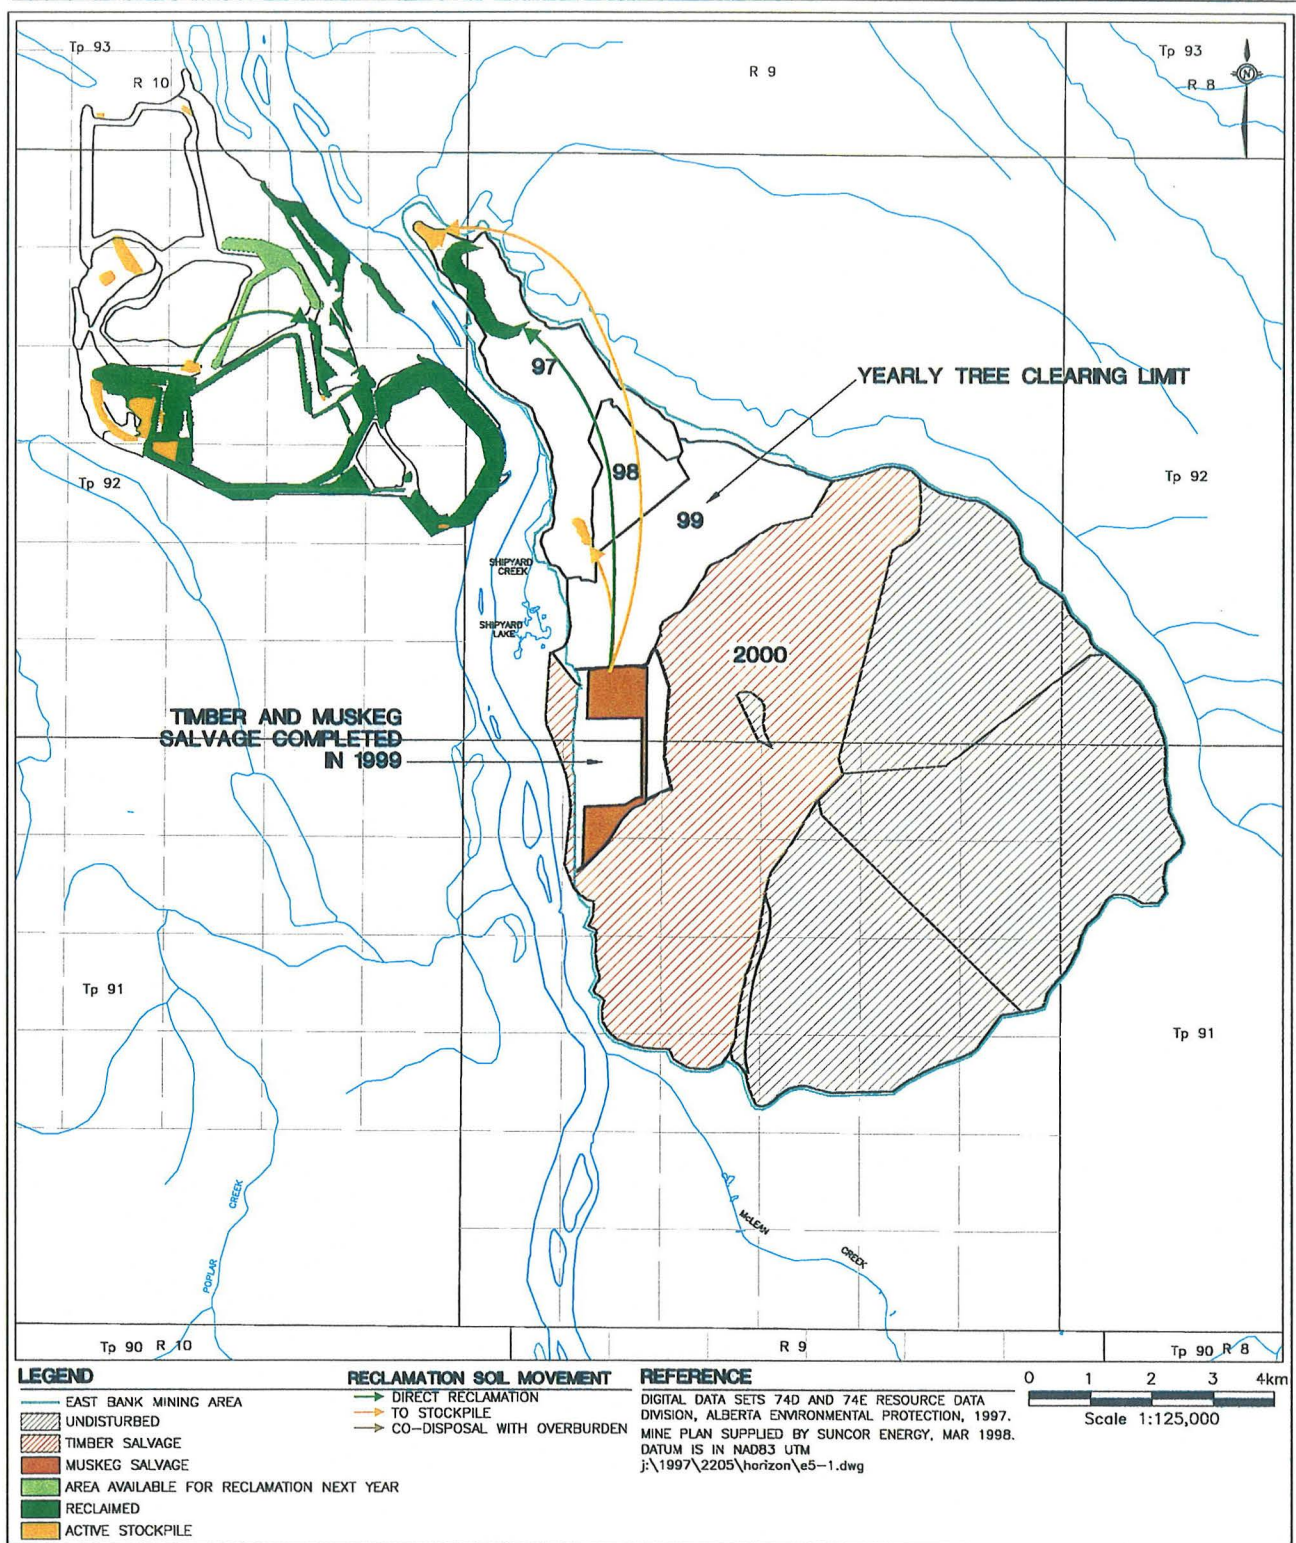 Tp 93
R 10
R 9
Tp 93
R 8
N
97
YEARLY TREE CLEARING LIMIT
98
99
Tp 92
Tp 92
SHIPYARD
CREEK
SHIPYARD
LAKE
2000
TIMBER AND MUSKEG
SALVAGE COMPLETED
IN 1999
Tp 91
Tp 91
POPLAR CREEK
McLEAN CREEK
Tp 90 R 10
R 9
Tp 90 R 8
LEGEND
EAST BANK MINING AREA
UNDISTURBED
TIMBER SALVAGE
MUSKEG SALVAGE
AREA AVAILABLE FOR RECLAMATION NEXT YEAR
RECLAIMED
ACTIVE STOCKPILE
RECLAMATION SOIL MOVEMENT
DIRECT RECLAMATION
TO STOCKPILE
CO-DISPOSAL WITH OVERBURDEN
REFERENCE
DIGITAL DATA SETS 74D AND 74E RESOURCE DATA
DIVISION, ALBERTA ENVIRONMENTAL PROTECTION, 1997.
MINE PLAN SUPPLIED BY SUNCOR ENERGY, MAR 1998.
DATUM IS IN NAD83 UTM
j:\1997\2205\horizon\e5-1.dwg
0 1 2 3 4km
Scale 1:125,000